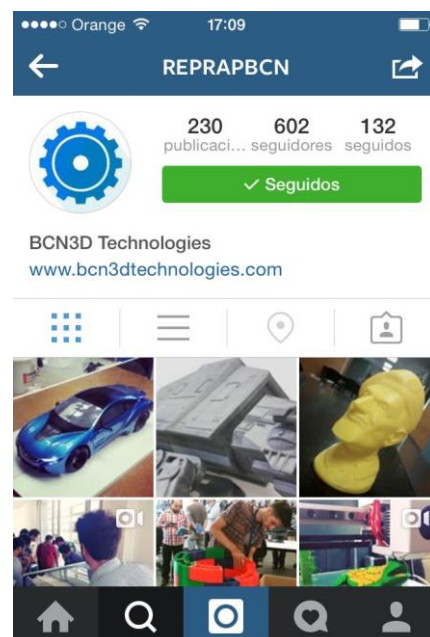 Orange 17:09
REPRAPBCN
230 602 132
publicaci... seguidores seguidos
✓ Seguidos
BCN3D Technologies
www.bcn3dtechnologies.com